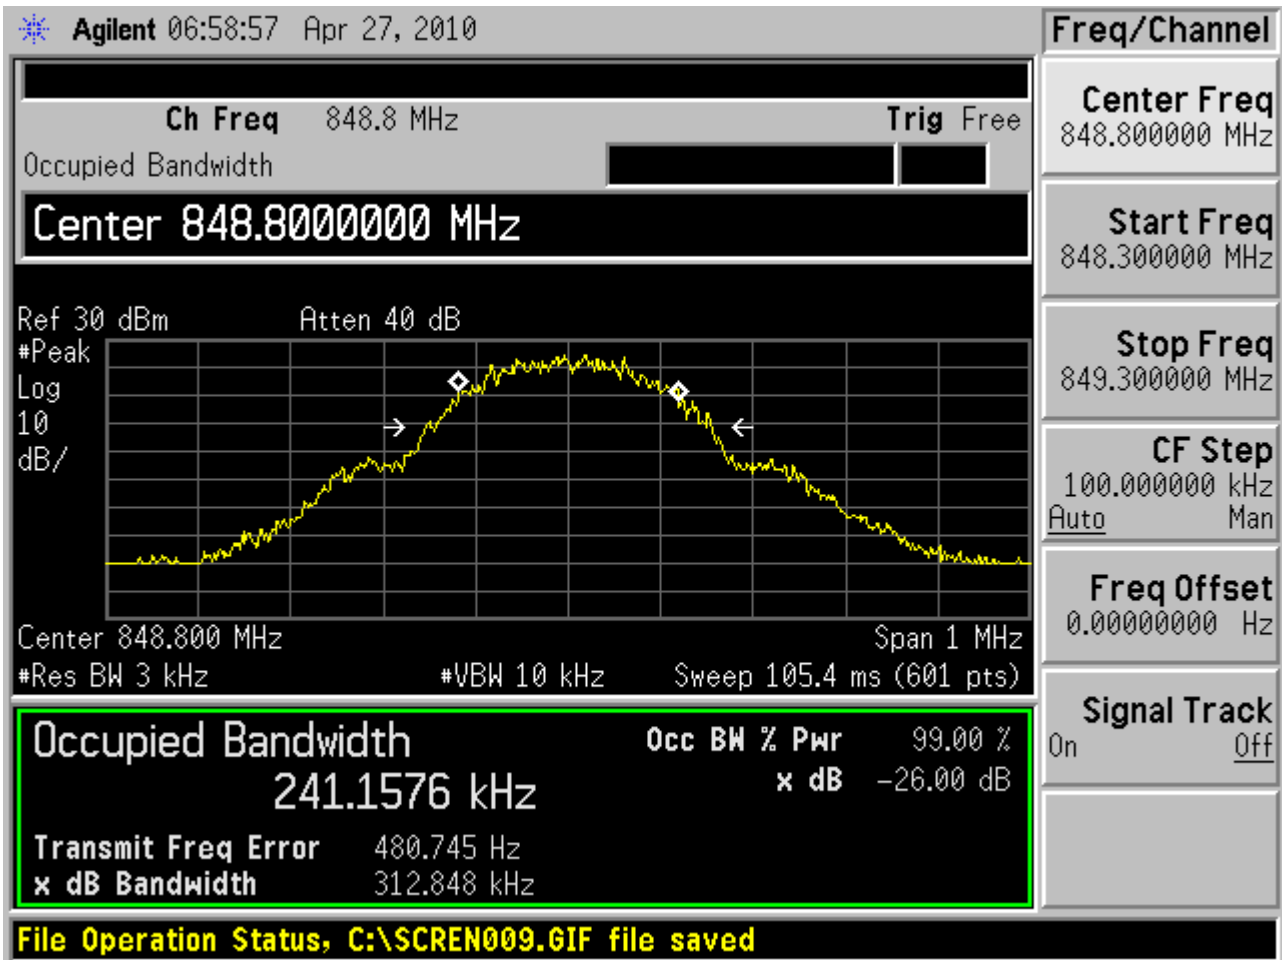 Agilent 06:58:57 Apr 27, 2010
Freq/Channel
Ch Freq 848.8 MHz Trig Free
Occupied Bandwidth
Center 848.8000000 MHz
Ref 30 dBm Atten 40 dB
#Peak
Log
10
dB/
Center 848.800 MHz Span 1 MHz
#Res BW 3 kHz #VBW 10 kHz Sweep 105.4 ms (601 pts)
Occupied Bandwidth
241.1576 kHz
Occ BW % Pwr 99.00 %
x dB -26.00 dB
Transmit Freq Error 480.745 Hz
x dB Bandwidth 312.848 kHz
File Operation Status, C:\SCREN009.GIF file saved
Center Freq
848.800000 MHz
Start Freq
848.300000 MHz
Stop Freq
849.300000 MHz
CF Step
100.000000 kHz
Auto Man
Freq Offset
0.00000000 Hz
Signal Track
On Off